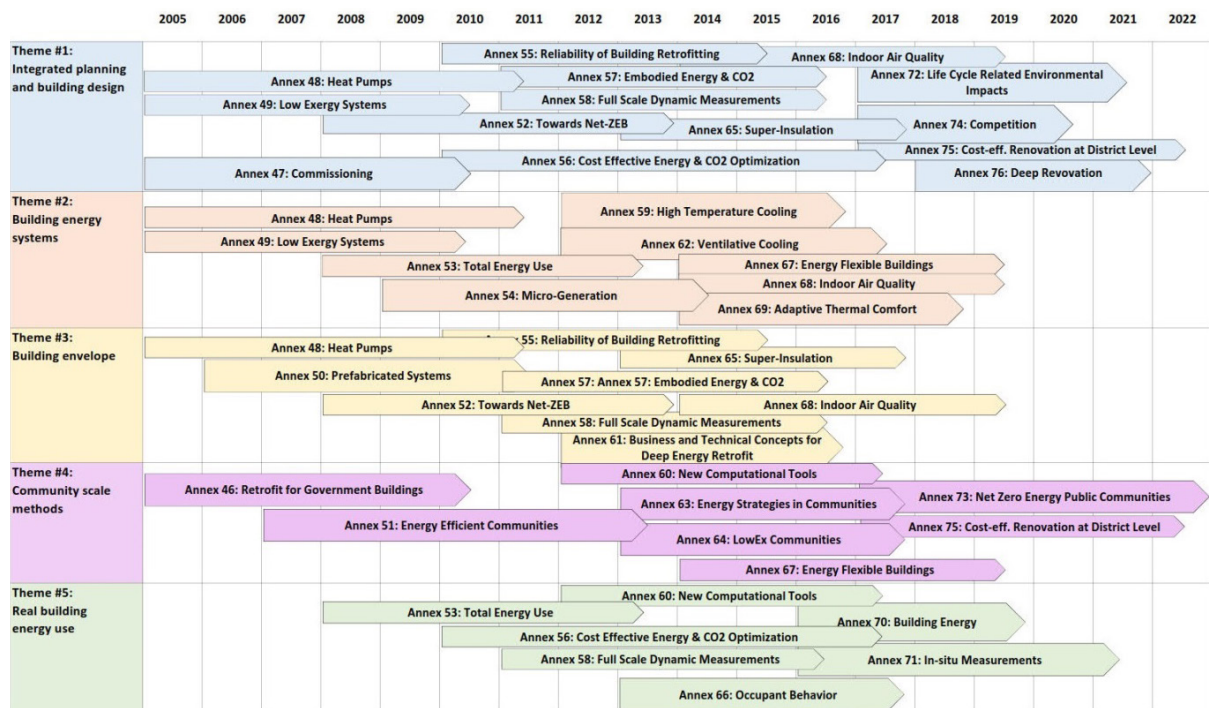 2005 2006 2007 2008 2009 2010 2011 2012 2013 2014 2015 2016 2017 2018 2019 2020 2021 2022
Theme #1:
Integrated planning
and building design
Annex 55: Reliability of Building Retrofitting
Annex 68: Indoor Air Quality
Annex 48: Heat Pumps
Annex 57: Embodied Energy & CO2
Annex 72: Life Cycle Related Environmental
Impacts
Annex 49: Low Exergy Systems
Annex 58: Full Scale Dynamic Measurements
Annex 52: Towards Net-ZEB
Annex 65: Super-Insulation
Annex 74: Competition
Annex 56: Cost Effective Energy & CO2 Optimization
Annex 75: Cost-eff. Renovation at District Level
Annex 47: Commissioning
Annex 76: Deep Revovation
Theme #2:
Building energy
systems
Annex 48: Heat Pumps
Annex 59: High Temperature Cooling
Annex 49: Low Exergy Systems
Annex 62: Ventilative Cooling
Annex 53: Total Energy Use
Annex 67: Energy Flexible Buildings
Annex 68: Indoor Air Quality
Annex 54: Micro-Generation
Annex 69: Adaptive Thermal Comfort
Theme #3:
Building envelope
55: Reliability of Building Retrofitting
Annex 48: Heat Pumps
Annex 65: Super-Insulation
Annex 50: Prefabricated Systems
Annex 57: Annex 57: Embodied Energy & CO2
Annex 52: Towards Net-ZEB
Annex 68: Indoor Air Quality
Annex 58: Full Scale Dynamic Measurements
Annex 61: Business and Technical Concepts for
Deep Energy Retrofit
Theme #4:
Community scale
methods
Annex 60: New Computational Tools
Annex 46: Retrofit for Government Buildings
Annex 63: Energy Strategies in Communities
Annex 73: Net Zero Energy Public Communities
Annex 51: Energy Efficient Communities
Annex 75: Cost-eff. Renovation at District Level
Annex 64: LowEx Communities
Annex 67: Energy Flexible Buildings
Theme #5:
Real building
energy use
Annex 60: New Computational Tools
Annex 53: Total Energy Use
Annex 70: Building Energy
Annex 56: Cost Effective Energy & CO2 Optimization
Annex 58: Full Scale Dynamic Measurements
Annex 71: In-situ Measurements
Annex 66: Occupant Behavior